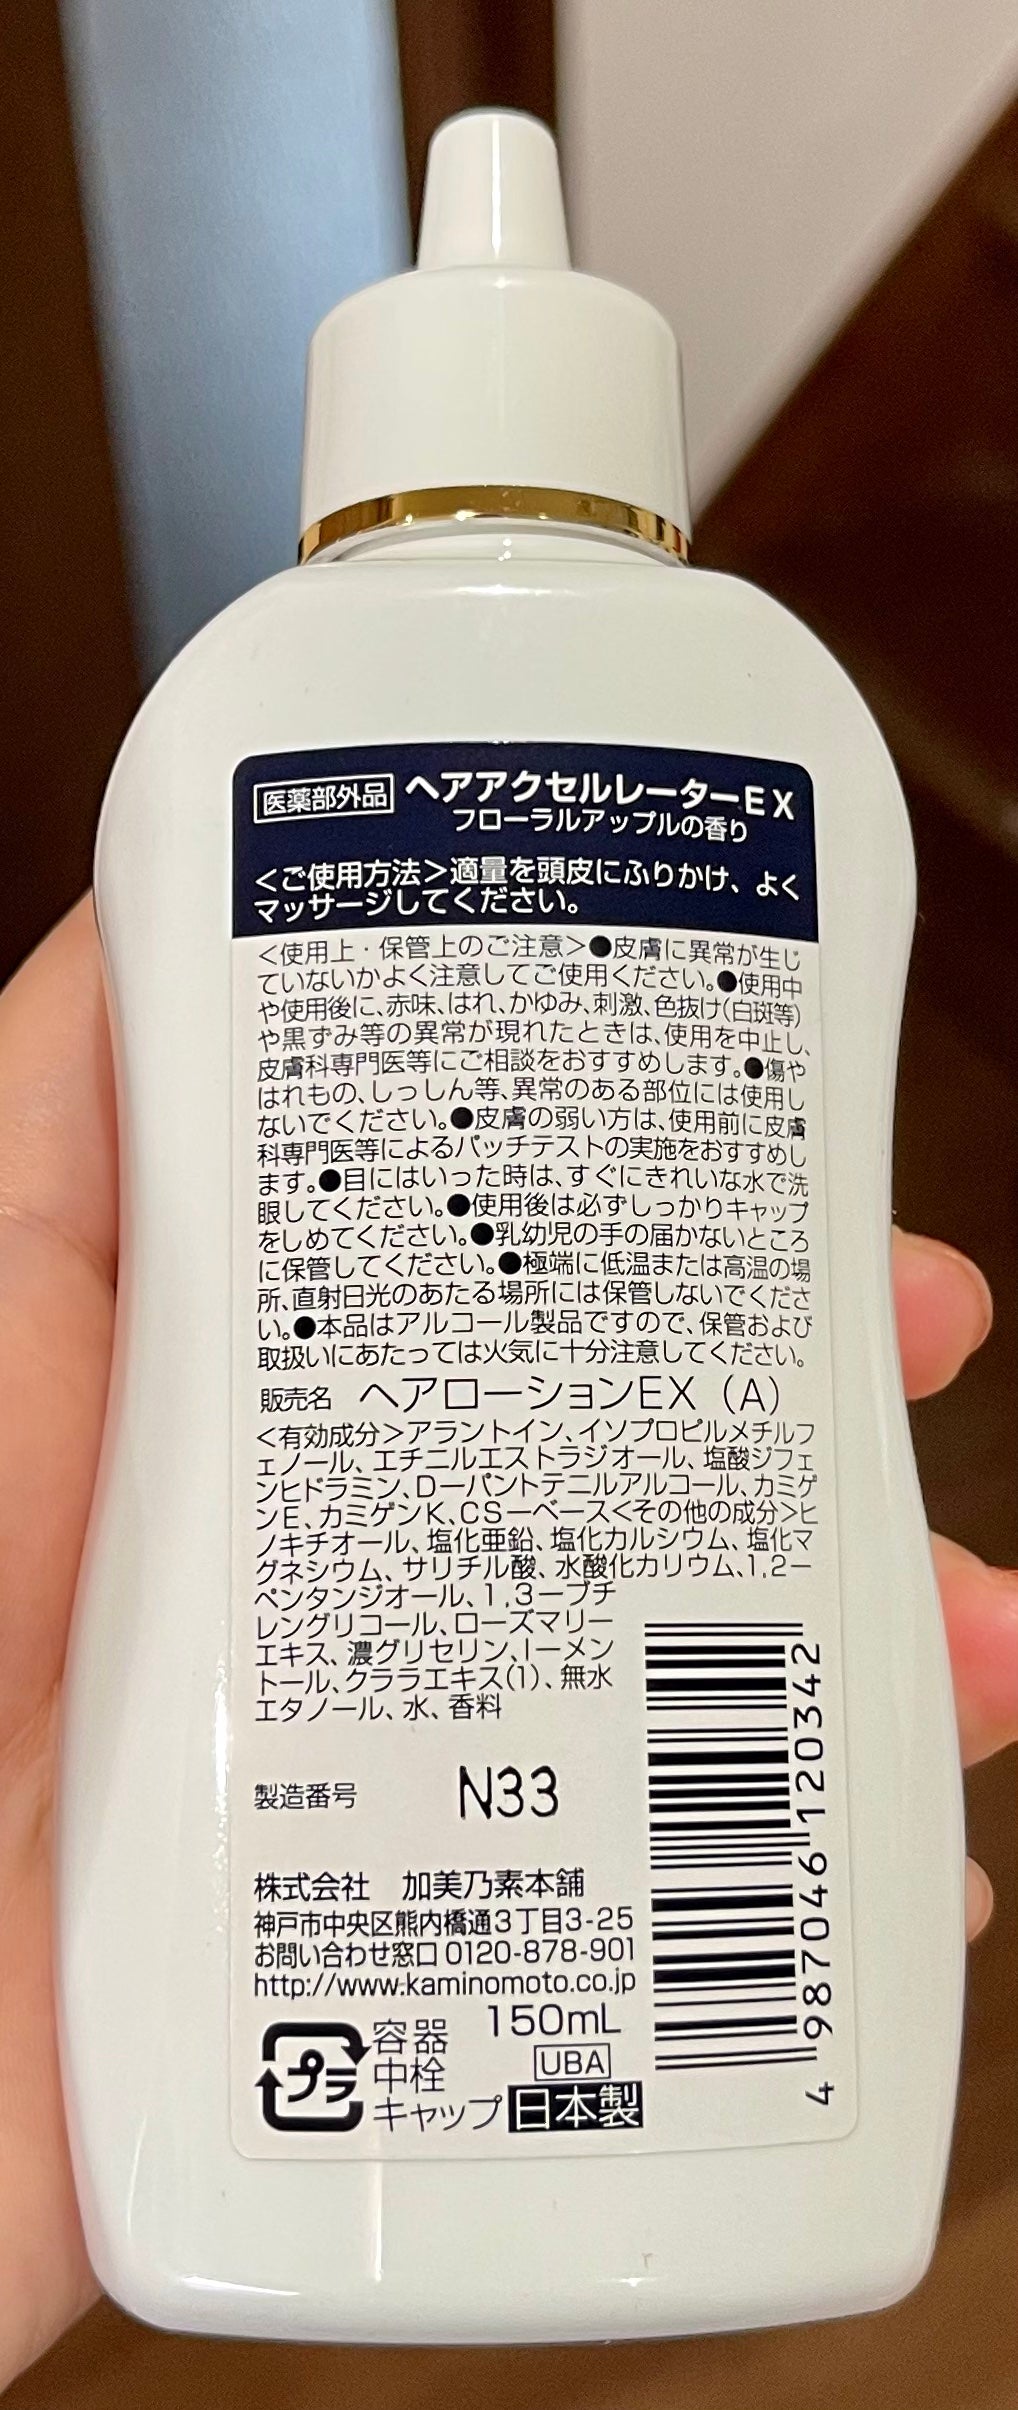 医薬部外品 ヘアアクセルレーターEX
フローラルアップルの香り
＜ご使用方法＞適量を頭皮にふりかけ、よく
マッサージしてください。
＜使用上・保管上のご注意＞●皮膚に異常が生じ
ていないかよく注意してご使用ください。●使用中
や使用後に、赤味、はれ、かゆみ、刺激、色抜け(白斑等)
や黒ずみ等の異常が現れたときは、使用を中止し、
皮膚科専門医等にご相談をおすすめします。●傷や
はれもの、しっしん等、異常のある部位には使用し
ないでください。●皮膚の弱い方は、使用前に皮膚
科専門医等によるパッチテストの実施をおすすめし
ます。●目にはいった時は、すぐにきれいな水で洗
眼してください。●使用後は必ずしっかりキャップ
をしめてください。●乳幼児の手の届かないところ
に保管してください。●極端に低温または高温の場
所、直射日光のあたる場所には保管しないでくださ
い。●本品はアルコール製品ですので、保管および
取扱いにあたっては火気に十分注意してください。
販売名 ヘアローションEX（A）
＜有効成分＞アラントイン、イソプロピルメチルフ
ェノール、エチニルエストラジオール、塩酸ジフェ
ンヒドラミン、D－パントテニルアルコール、カミゲ
ンE、カミゲンK、CS－ベース＜その他の成分＞ヒ
ノキチオール、塩化亜鉛、塩化カルシウム、塩化マ
グネシウム、サリチル酸、水酸化カリウム、1,2－
ペンタンジオール、1,3－ブチ
レングリコール、ローズマリー
エキス、濃グリセリン、l－メン
トール、クララエキス(1)、無水
エタノール、水、香料
製造番号 N33
株式会社 加美乃素本舗
神戸市中央区熊内橋通3丁目3-25
お問い合わせ窓口 0120-878-901
http://www.kaminomoto.co.jp
150mL
UBA
日本製
プラ
容器
中栓
キャップ
4 987046 120342